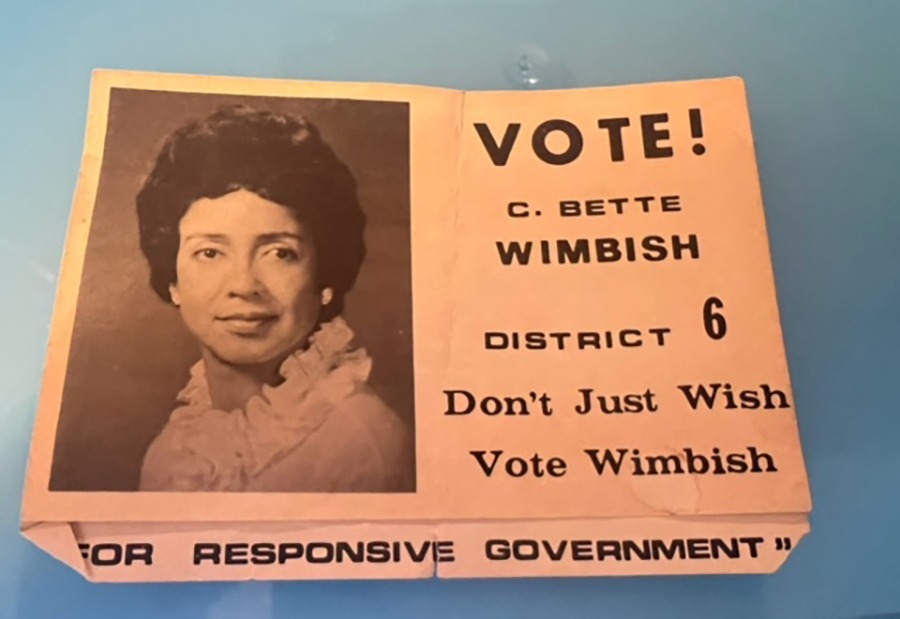 VOTE!
C. BETTE
WIMBISH
DISTRICT 6
Don't Just Wish
Vote Wimbish
FOR RESPONSIVE GOVERNMENT"